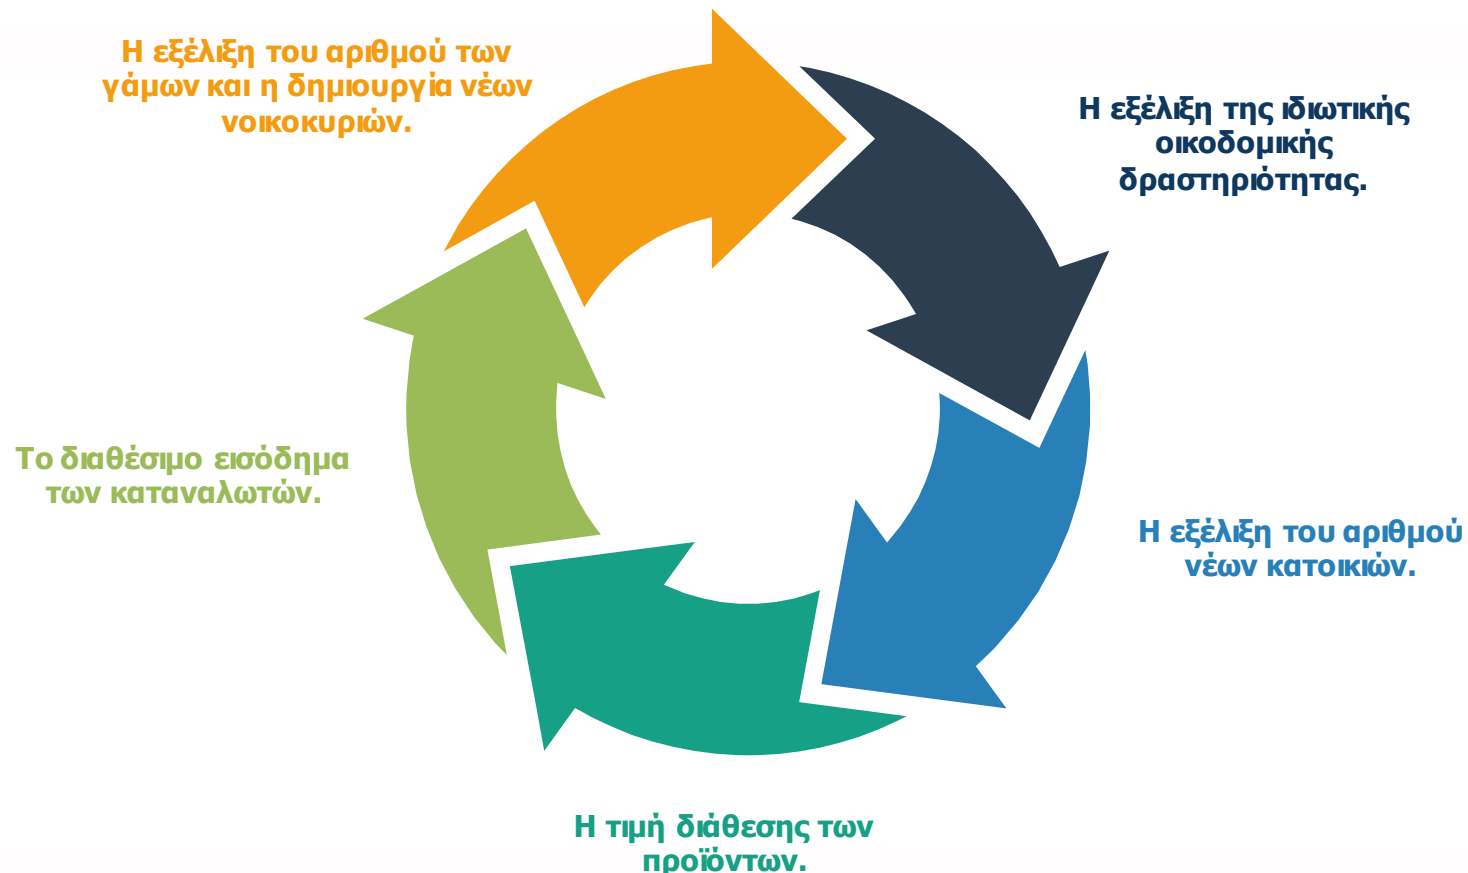 Η εξέλιξη του αριθμού των
γάμων και η δημιουργία νέων
νοικοκυριών.
Η εξέλιξη της ιδιωτικής
οικοδομικής
δραστηριότητας.
Η εξέλιξη του αριθμού
νέων κατοικιών.
Η τιμή διάθεσης των
προϊόντων.
Το διαθέσιμο εισόδημα
των καταναλωτών.